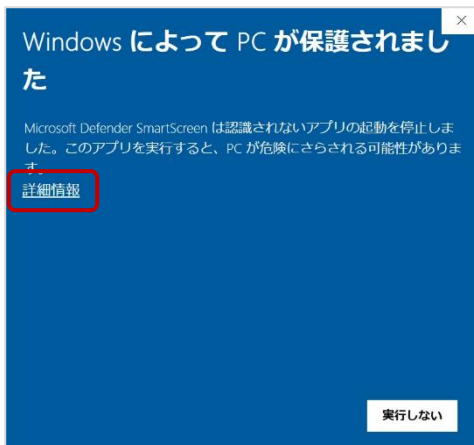 Windows によって PC が保護されまし
た
Microsoft Defender SmartScreen は認識されないアプリの起動を停止しま
した。このアプリを実行すると、PC が危険にさらされる可能性がありま
す。
詳細情報
実行しない